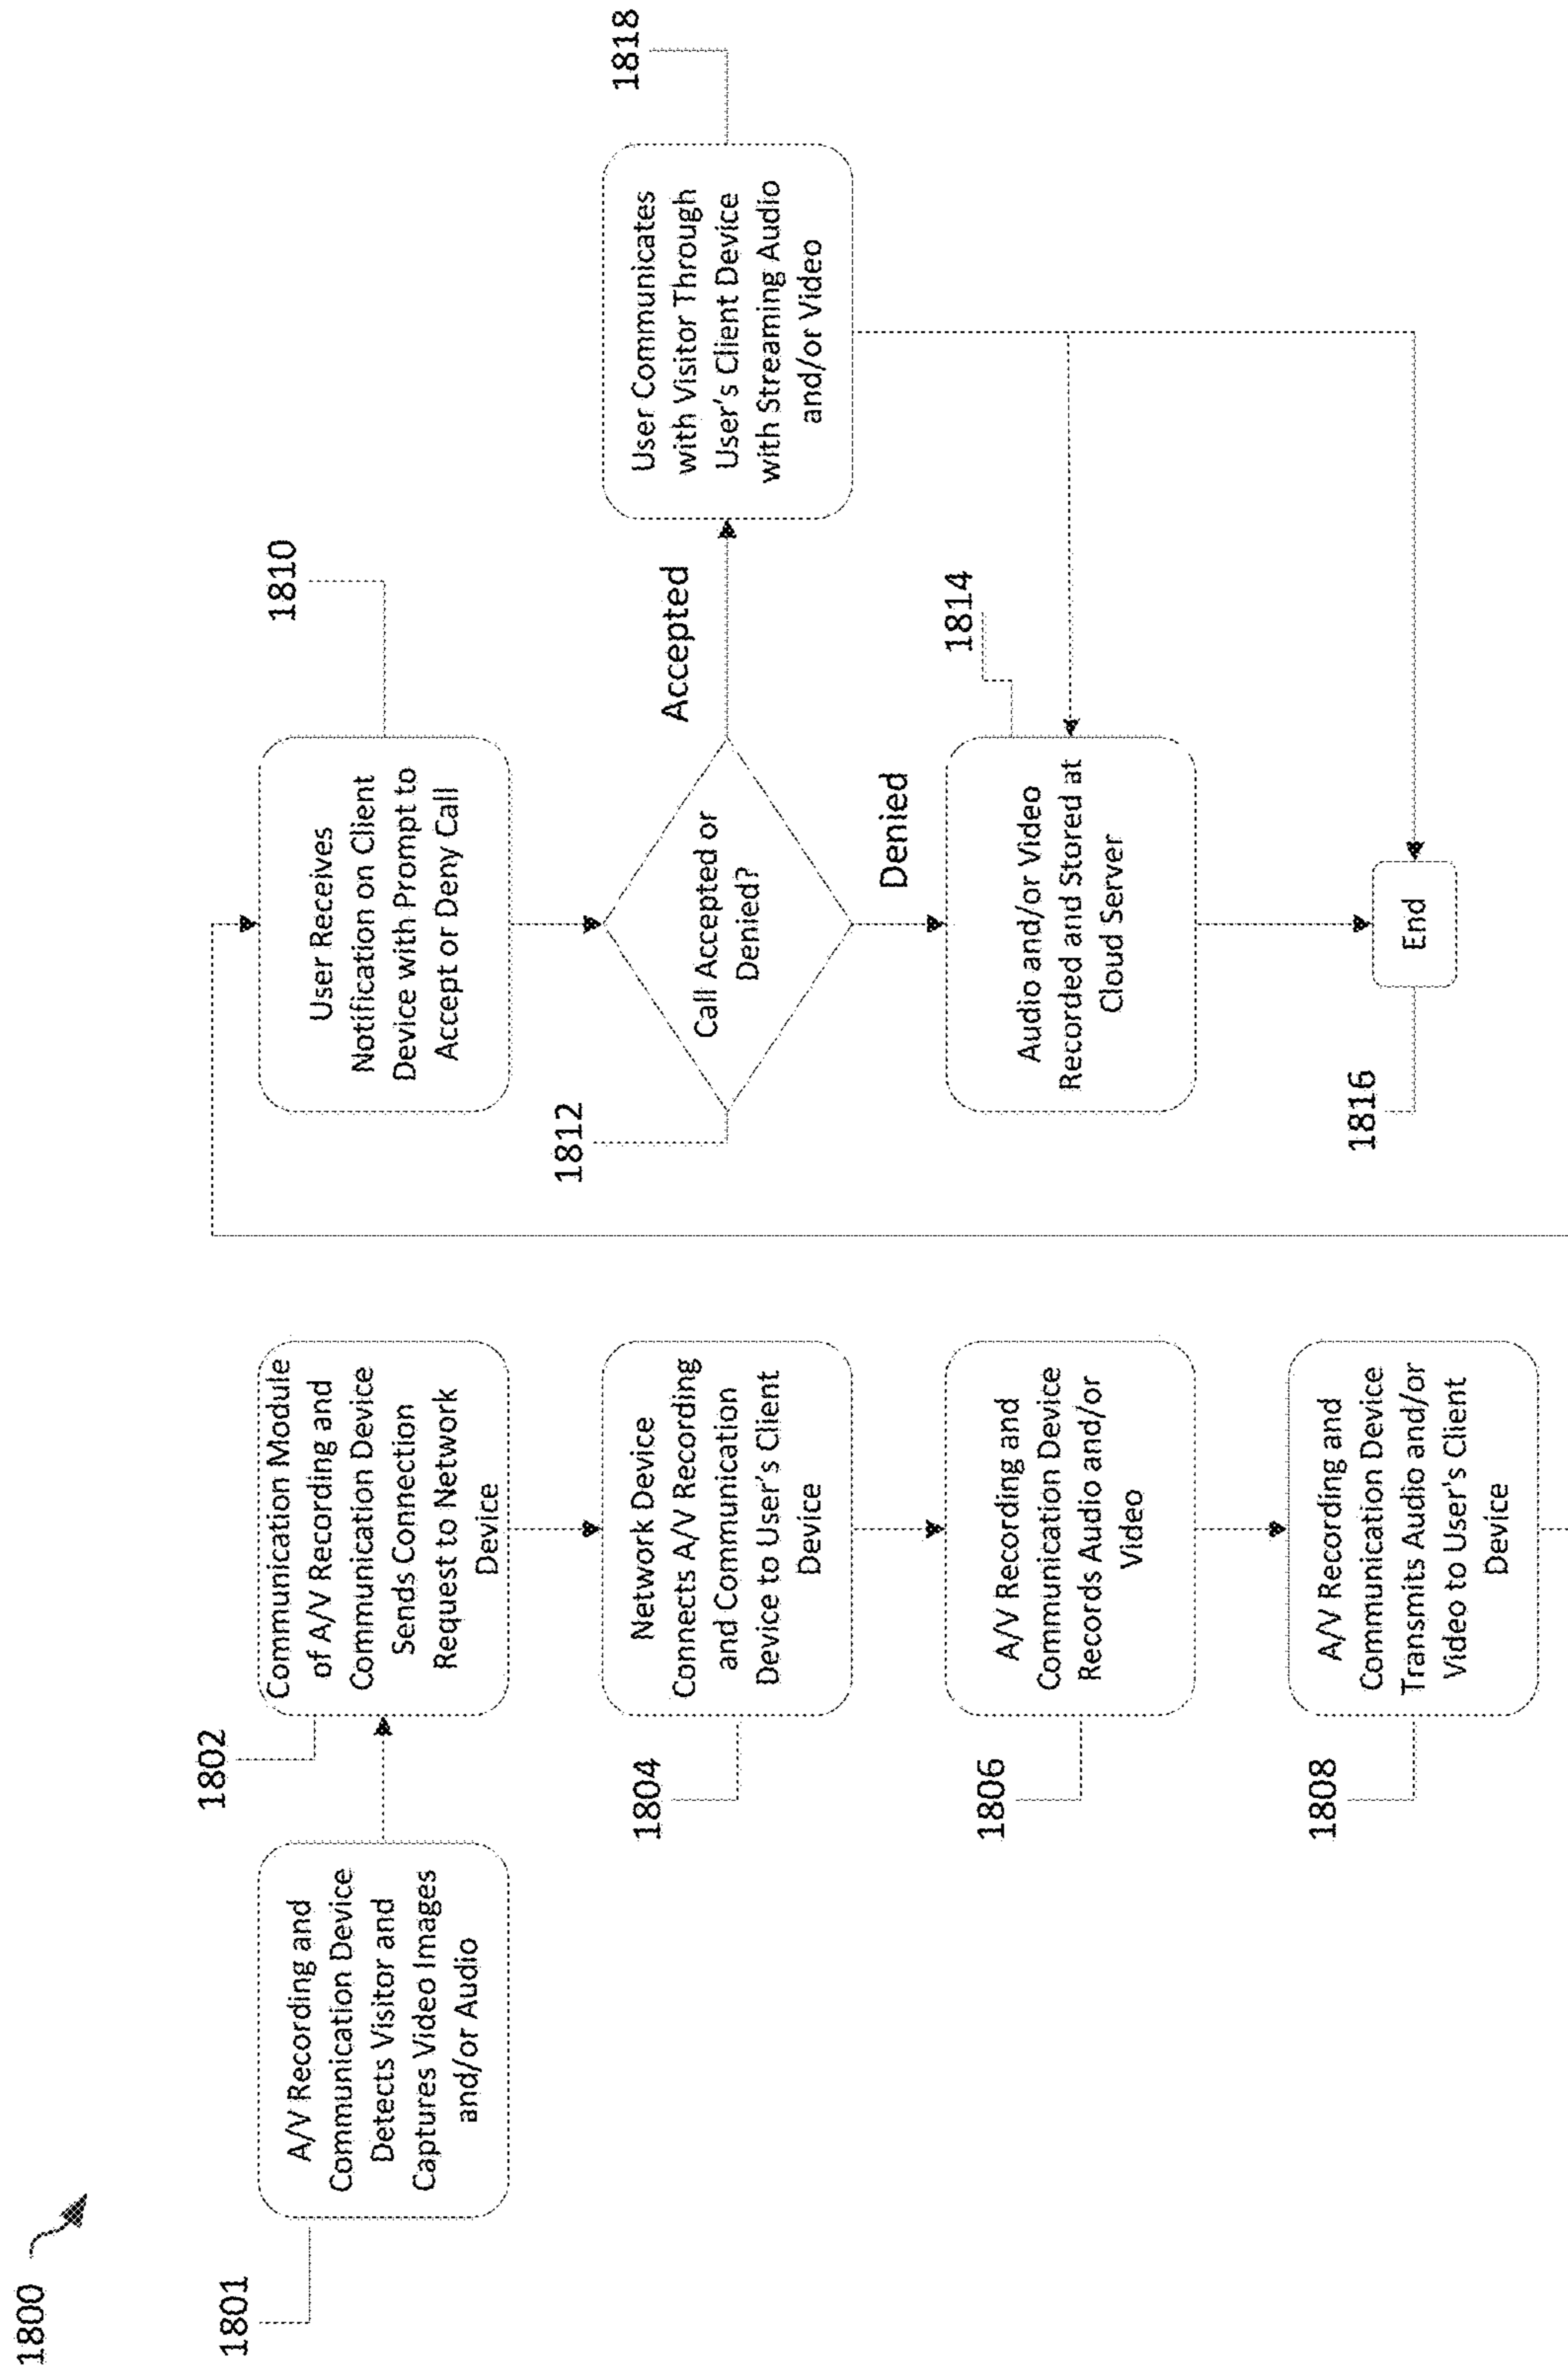 1800
1801
A/V Recording and
Communication Device
Detects Visitor and
Captures Video Images
and/or Audio
1802
Communication Module
of A/V Recording and
Communication Device
Sends Connection
Request to Network
Device
1804
Network Device
Connects A/V Recording
and Communication
Device to User's Client
Device
1806
A/V Recording and
Communication Device
Records Audio and/or
Video
1808
A/V Recording and
Communication Device
Transmits Audio and/or
Video to User's Client
Device
1810
User Receives
Notification on Client
Device with Prompt to
Accept or Deny Call
1812
Call Accepted or
Denied?
Accepted
1818
User Communicates
with Visitor Through
User's Client Device
with Streaming Audio
and/or Video
Denied
1814
Audio and/or Video
Recorded and Stored at
Cloud Server
1816
End